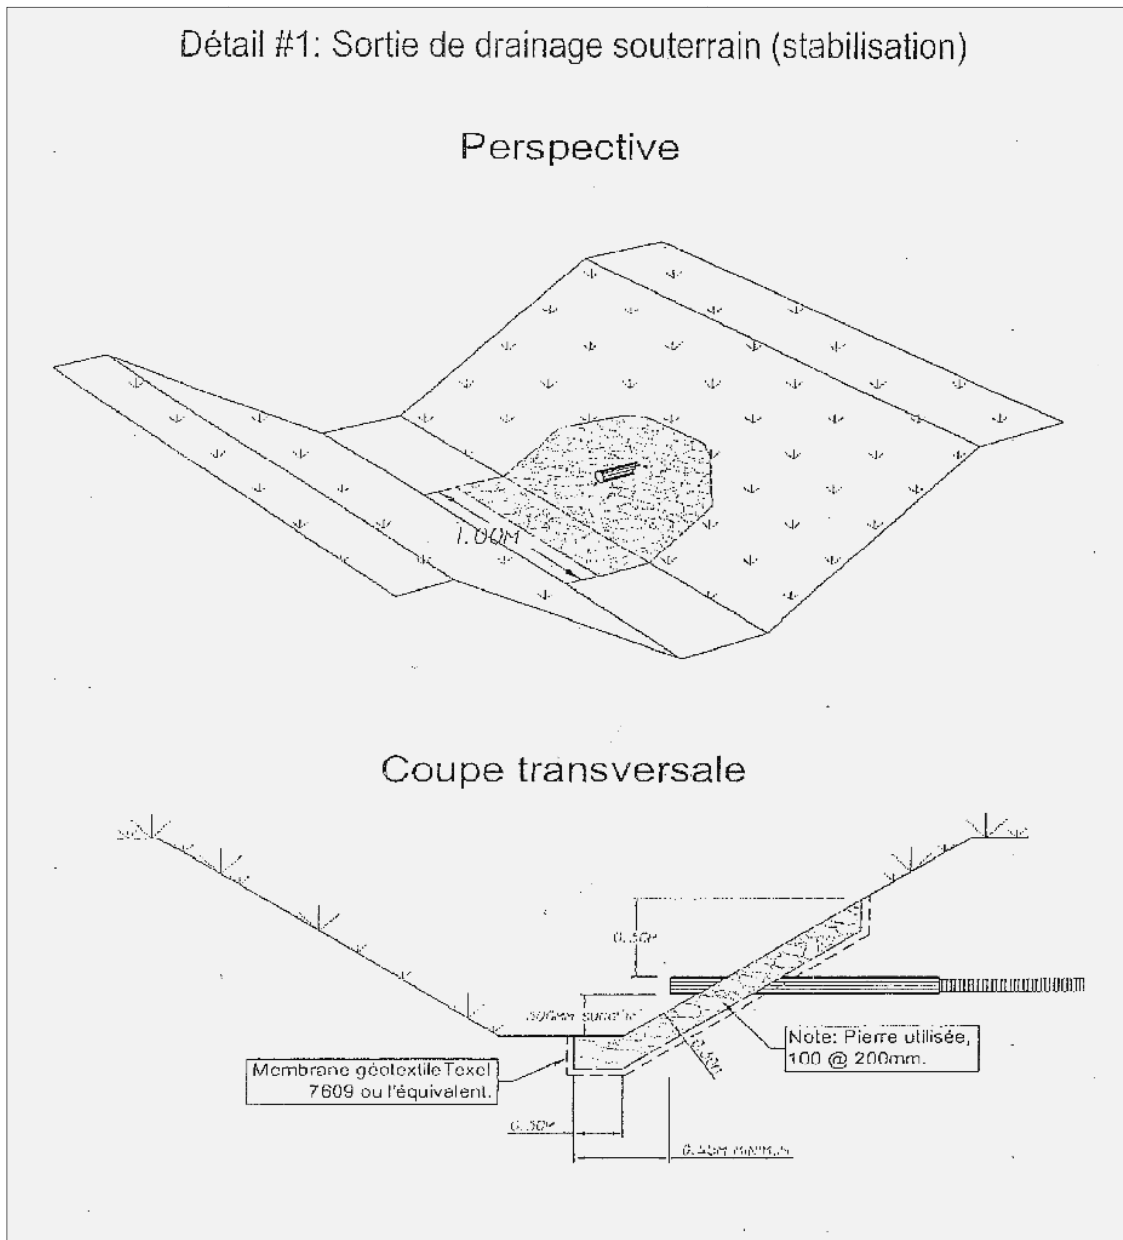 Détail #1: Sortie de drainage souterrain (stabilisation)
Perspective
1.00M
Coupe transversale
Note: Pierre utilisée,
100 @ 200mm.
Membrane géotextile Texel
7609 ou l'équivalent.
MINIMUM